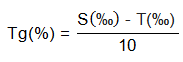 Tg(%) = S(‰) - T(‰)
10